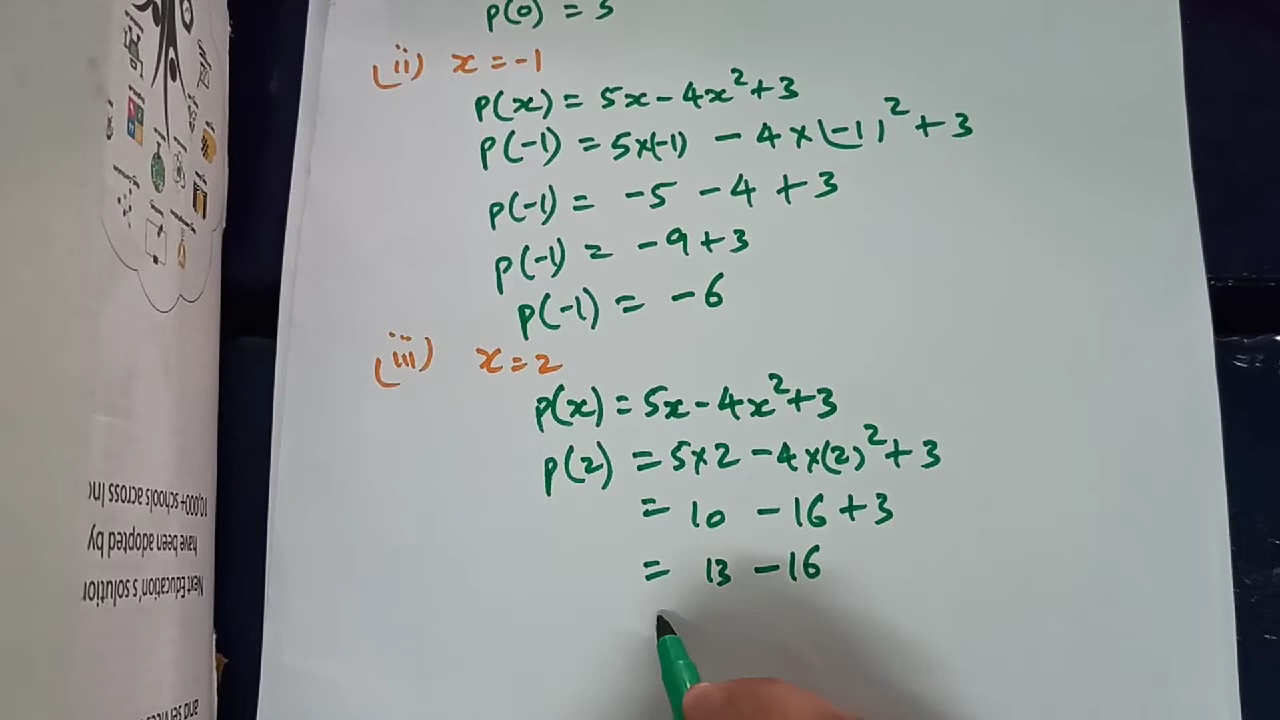 p(0) = 3
(ii) x = -1
p(x) = 5x - 4x² + 3
p(-1) = 5×(-1) - 4×(-1)² + 3
p(-1) = -5 - 4 + 3
p(-1) = -9 + 3
p(-1) = -6
(iii) x = 2
p(x) = 5x - 4x² + 3
p(2) = 5×2 - 4×(2)² + 3
= 10 - 16 + 3
= 13 - 16
10,000+ schools across
have been adopted by
Next Education's
and